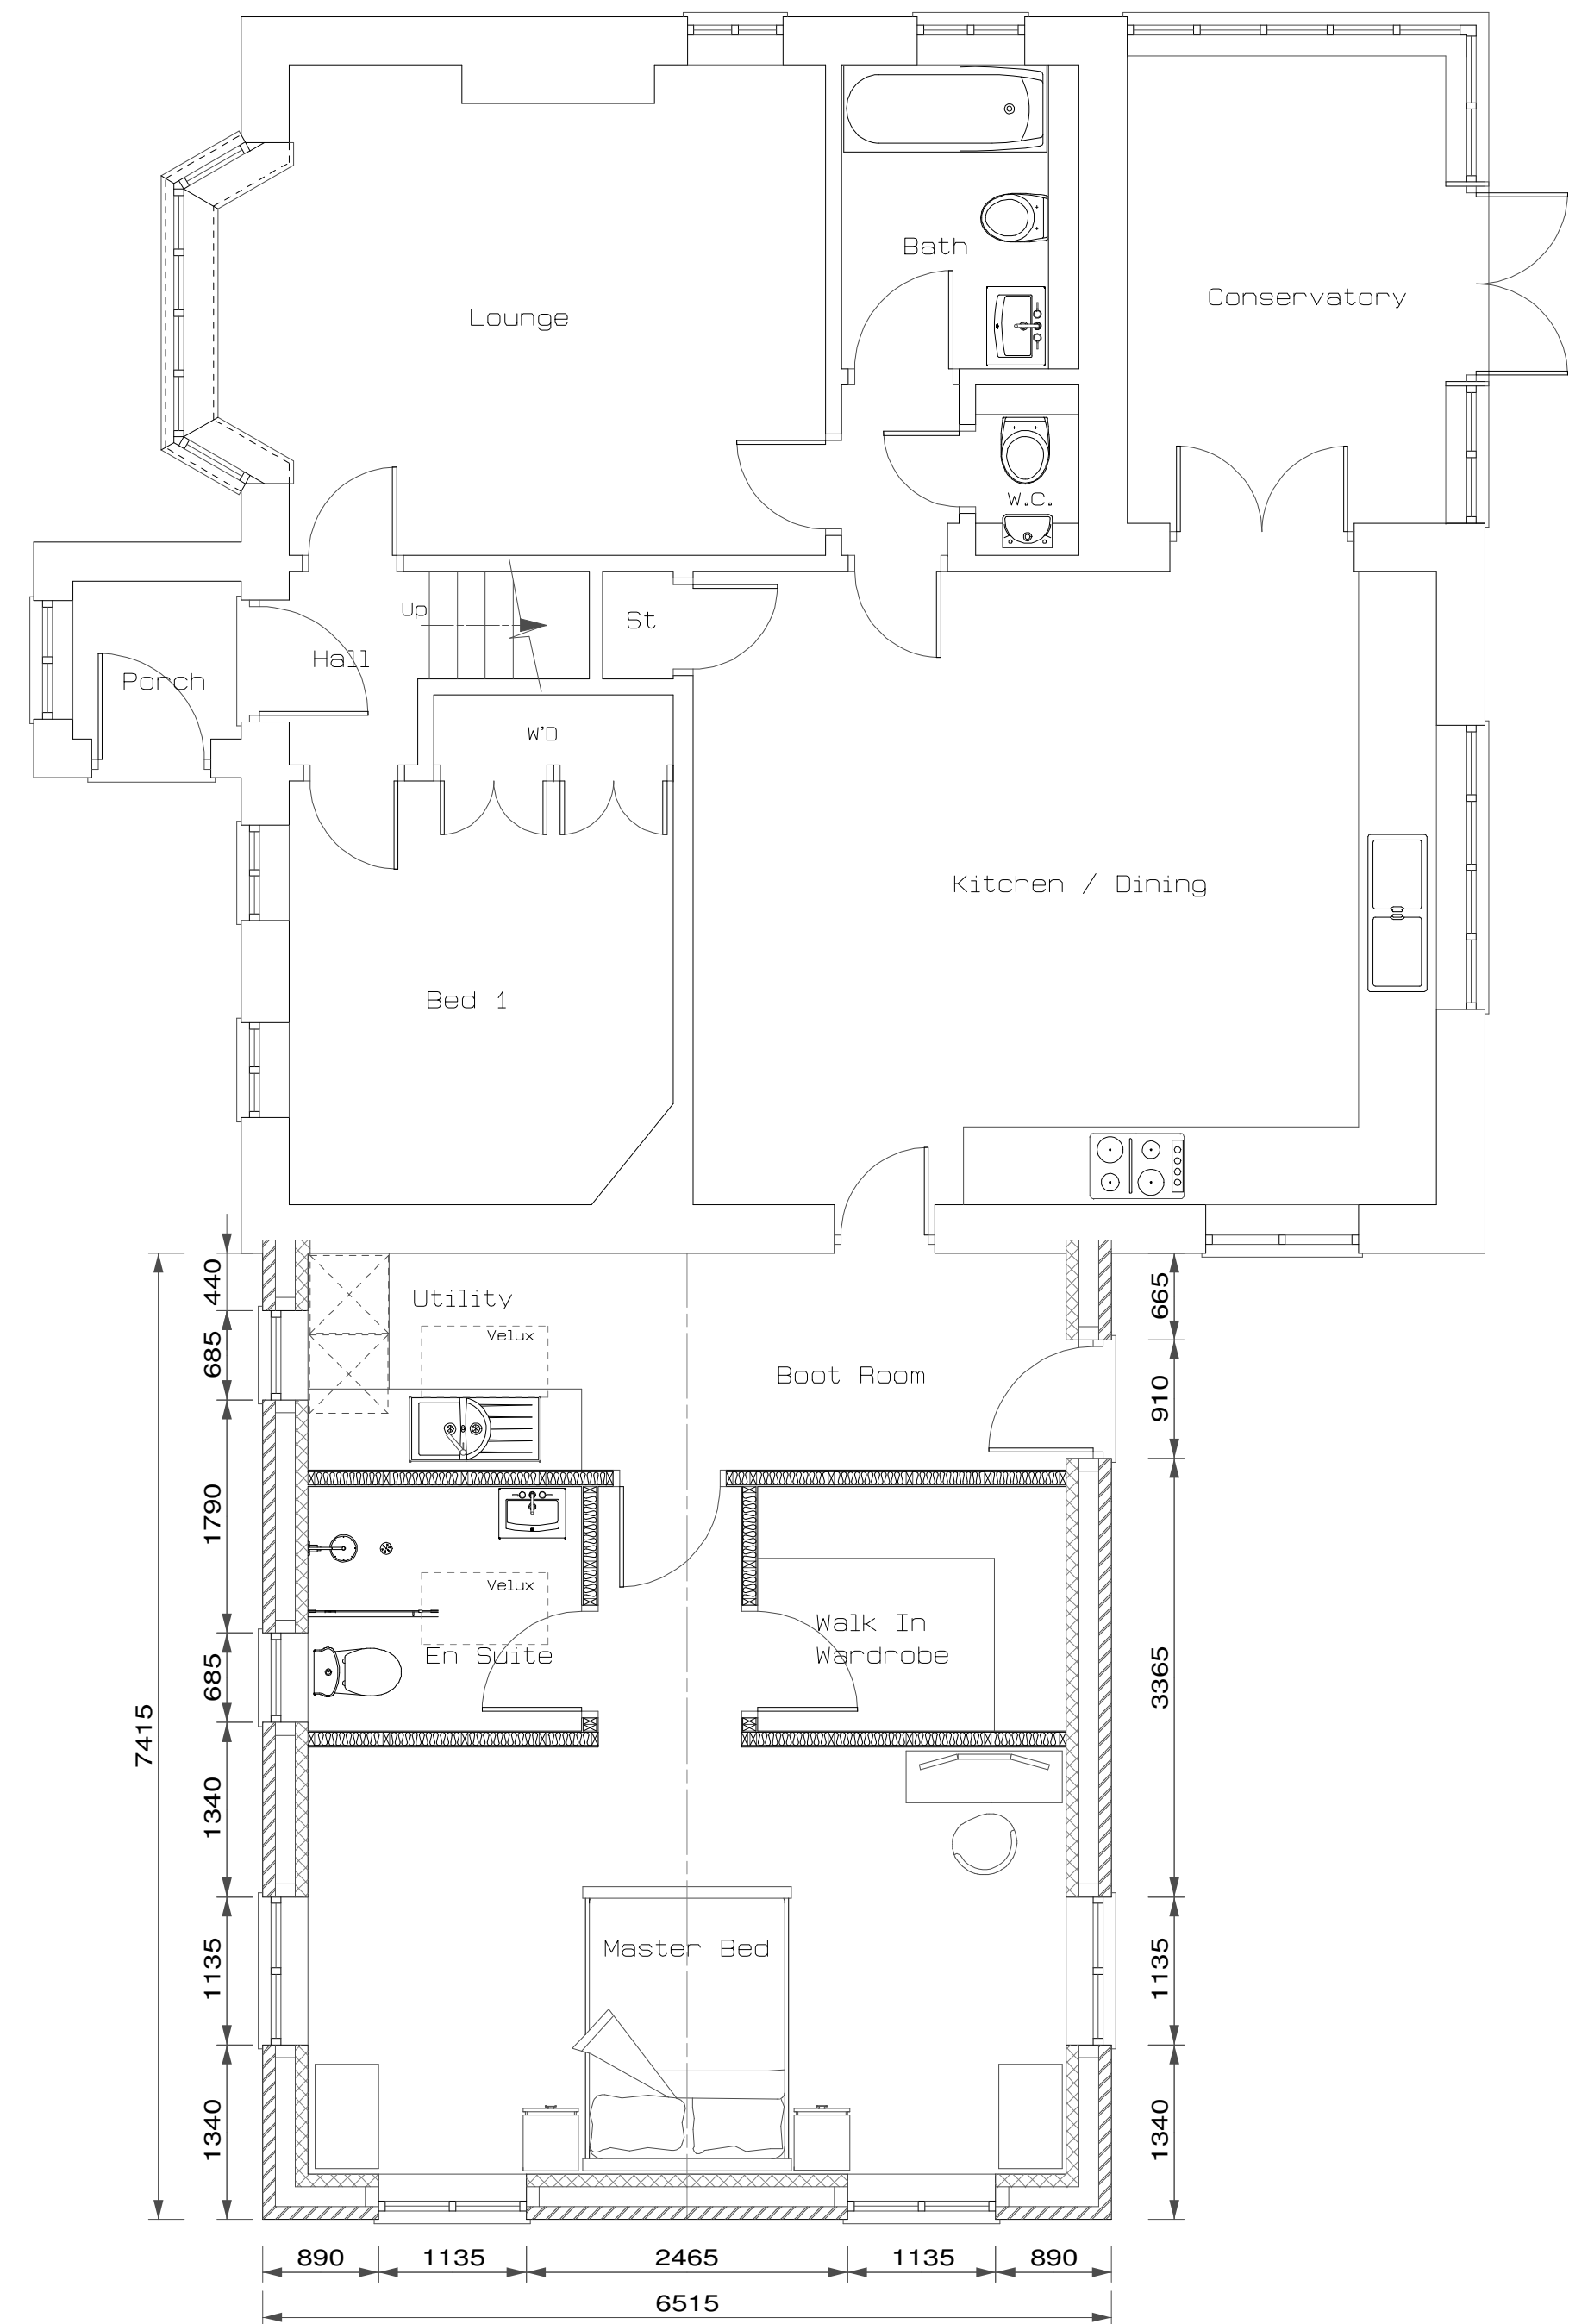 Bath
Conservatory
Lounge
W.C.
Up
St
Hall
Porch
W'D
Kitchen / Dining
Bed 1
Utility
Velux
Boot Room
Velux
En Suite
Walk In
Wardrobe
Master Bed
440
685
1790
685
1340
1135
1340
7415
665
910
3365
1135
1340
890
1135
2465
1135
890
6515